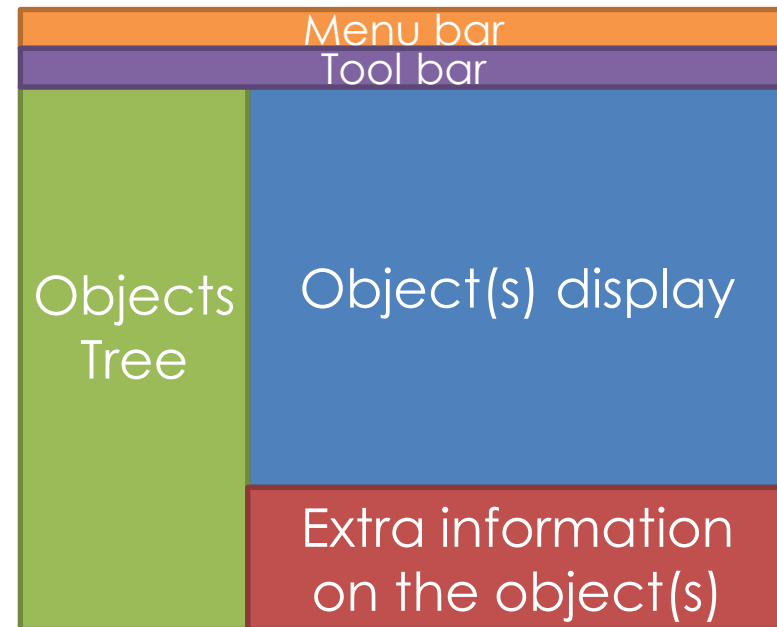 Menu bar
Tool bar
Objects
Tree
Object(s) display
Extra information
on the object(s)